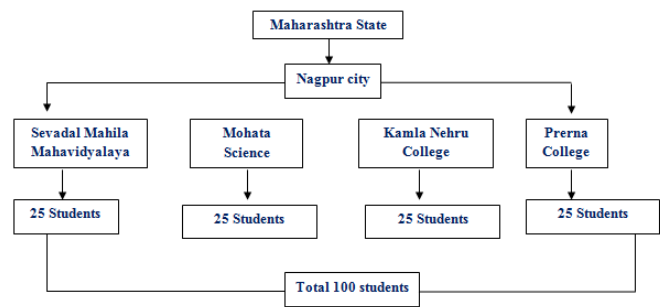 Maharashtra State
Nagpur city
Sevadal Mahila
Mahavidyalaya
Mohata
Science
Kamla Nehru
College
Prerna
College
25 Students
25 Students
25 Students
25 Students
Total 100 students